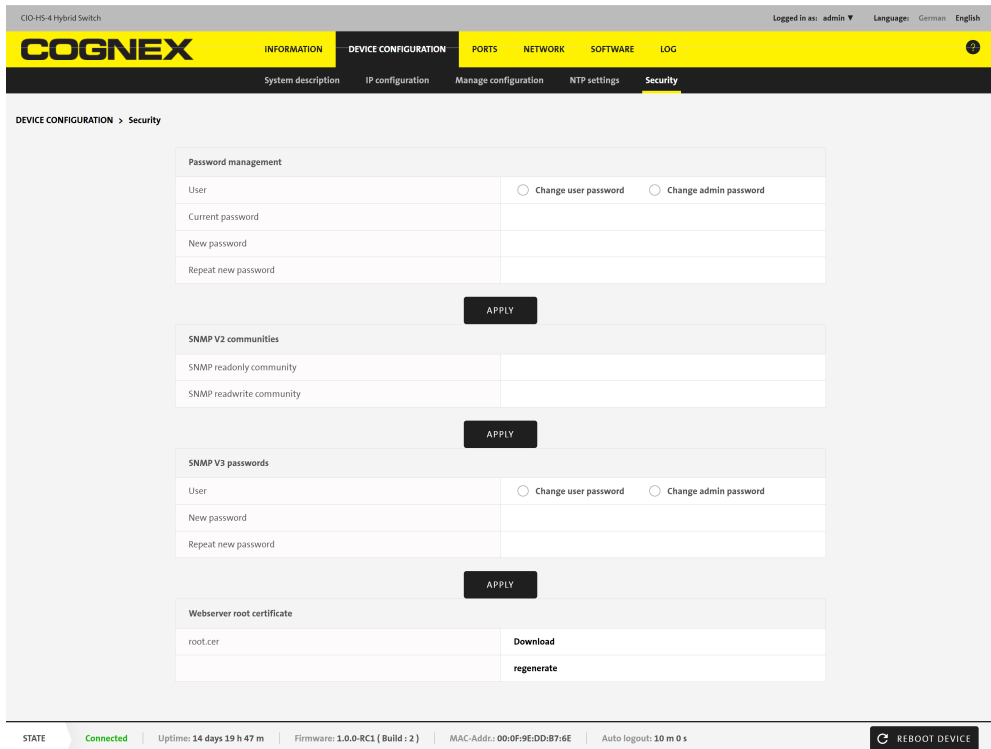 CIO-HS-4 Hybrid Switch Logged in as: admin ▼ Language: German English
COGNEX INFORMATION DEVICE CONFIGURATION PORTS NETWORK SOFTWARE LOG ?
System description IP configuration Manage configuration NTP settings Security
DEVICE CONFIGURATION > Security
Password management
User Change user password Change admin password
Current password
New password
Repeat new password
APPLY
SNMP V2 communities
SNMP readonly community
SNMP readwrite community
APPLY
SNMP V3 passwords
User Change user password Change admin password
New password
Repeat new password
APPLY
Webserver root certificate
root.cer Download
regenerate
STATE Connected Uptime: 14 days 19 h 47 m Firmware: 1.0.0-RC1 ( Build : 2 ) MAC-Addr.: 00:0F:9E:DD:B7:6E Auto logout: 10 m 0 s REBOOT DEVICE